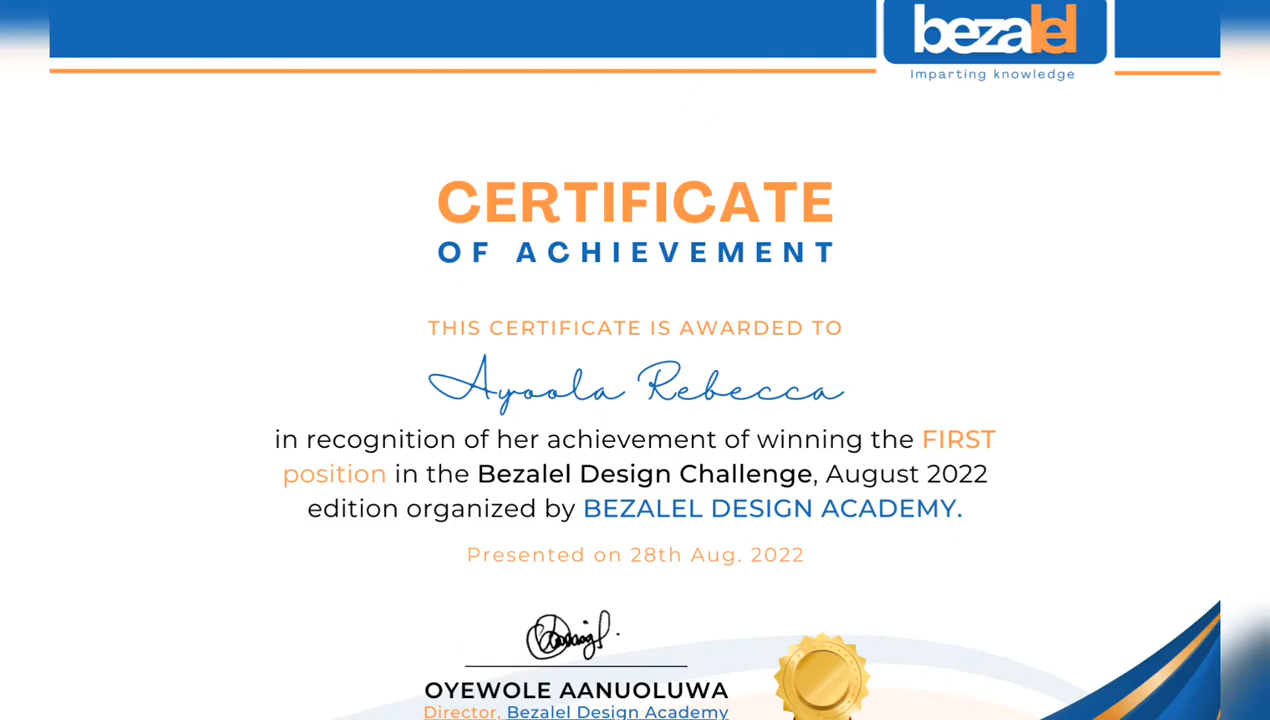 bezalel
Imparting knowledge
CERTIFICATE
OF ACHIEVEMENT
THIS CERTIFICATE IS AWARDED TO
Ayoola Rebecca
in recognition of her achievement of winning the FIRST
position in the Bezalel Design Challenge, August 2022
edition organized by BEZALEL DESIGN ACADEMY.
Presented on 28th Aug. 2022
OYEWOLE AANUOLUWA
Director, Bezalel Design Academy